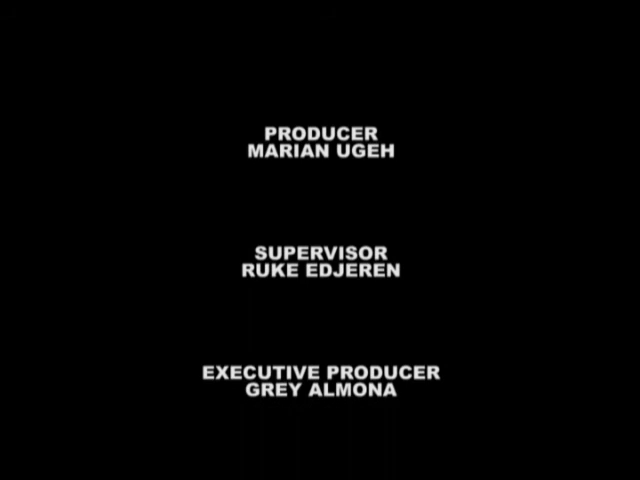 PRODUCER
MARIAN UGEH
SUPERVISOR
RUKE EDJEREN
EXECUTIVE PRODUCER
GREY ALMONA